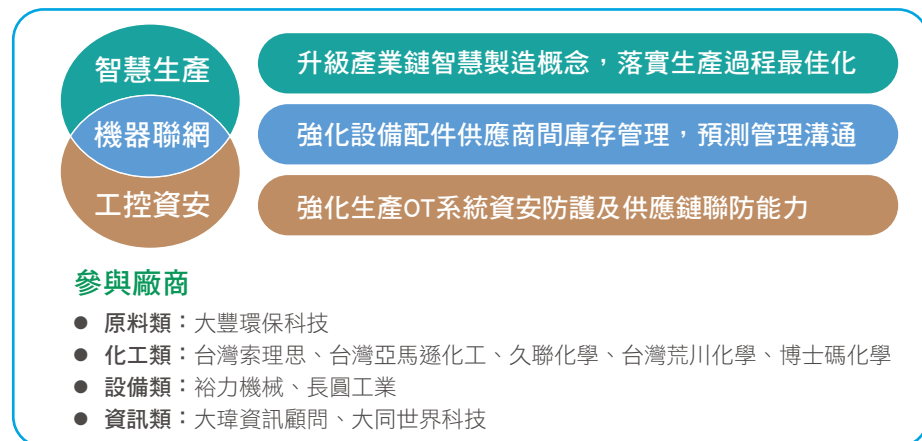 智慧生產
升級產業鏈智慧製造概念，落實生產過程最佳化
機器聯網
強化設備配件供應商間庫存管理，預測管理溝通
工控資安
強化生產OT系統資安防護及供應鏈聯防能力
參與廠商
● 原料類：大豐環保科技
● 化工類：台灣索理思、台灣亞馬遜化工、久聯化學、台灣荒川化學、博士碼化學
● 設備類：裕力機械、長圓工業
● 資訊類：大瑋資訊顧問、大同世界科技